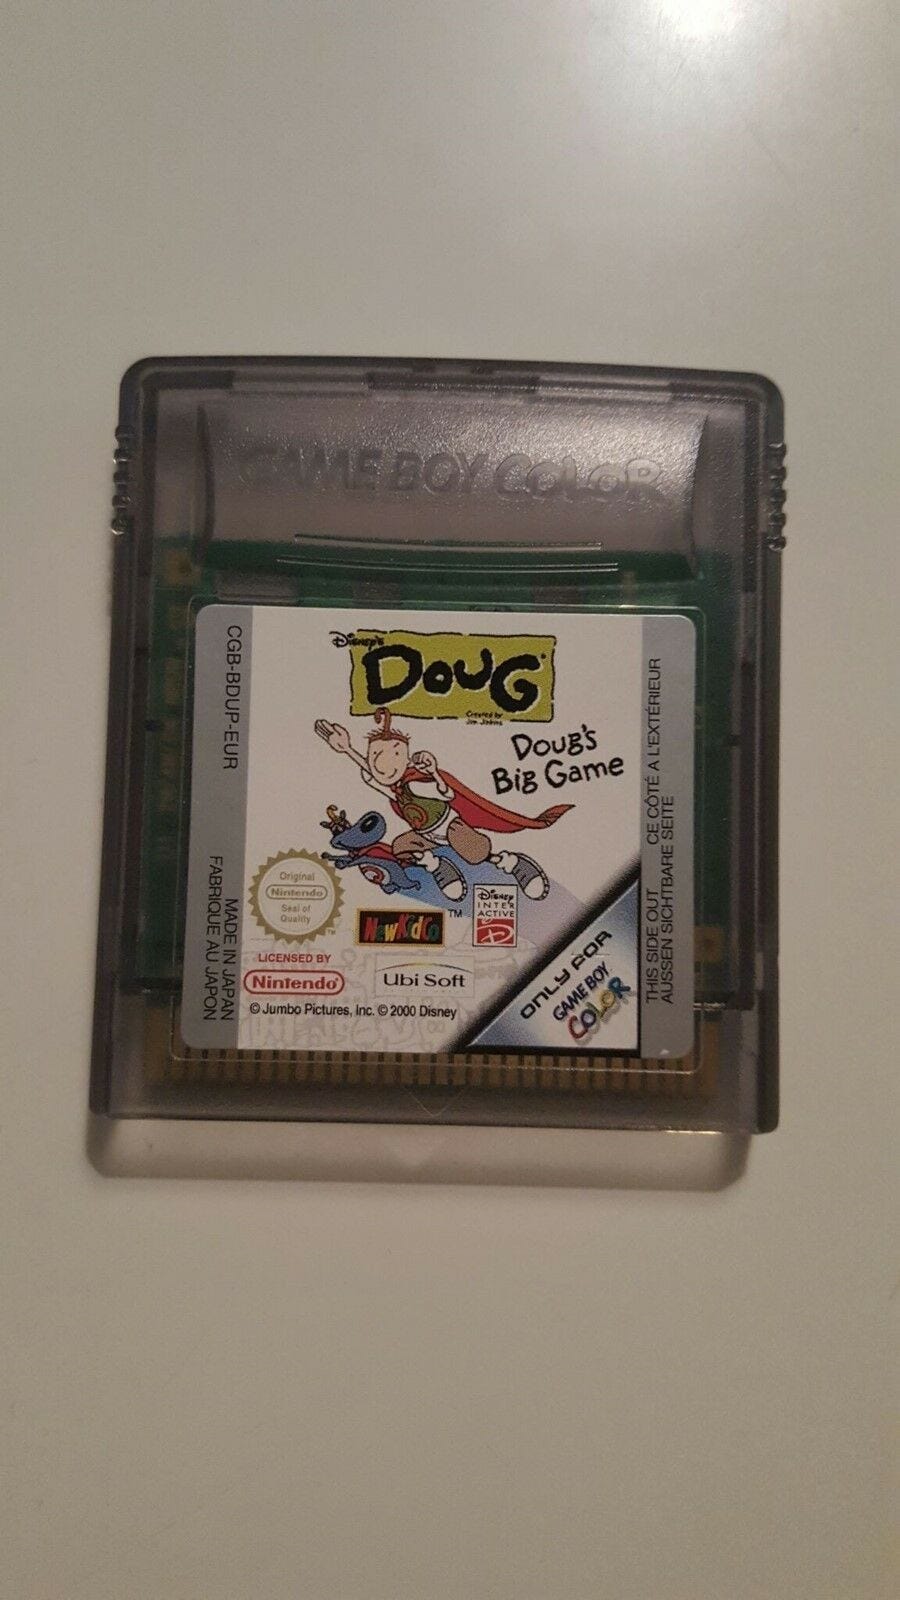 GAME BOY COLOR
CGB-BDUP-EUR
MADE IN JAPAN
FABRIQUE AU JAPON
DISNEY'S
DOUG
Created by
Jim Jinkins
DOUG'S
BIG GAME
Original
Nintendo
Seal of
Quality
TM
NewKidCo TM
DISNEY
INTER
ACTIVE
LICENSED BY
Nintendo®
Ubi Soft
© Jumbo Pictures, Inc. © 2000 Disney
ONLY FOR
GAME BOY
COLOR
THIS SIDE OUT CE CÔTÉ A L'EXTÉRIEUR
AUSSEN SICHTBARE SEITE